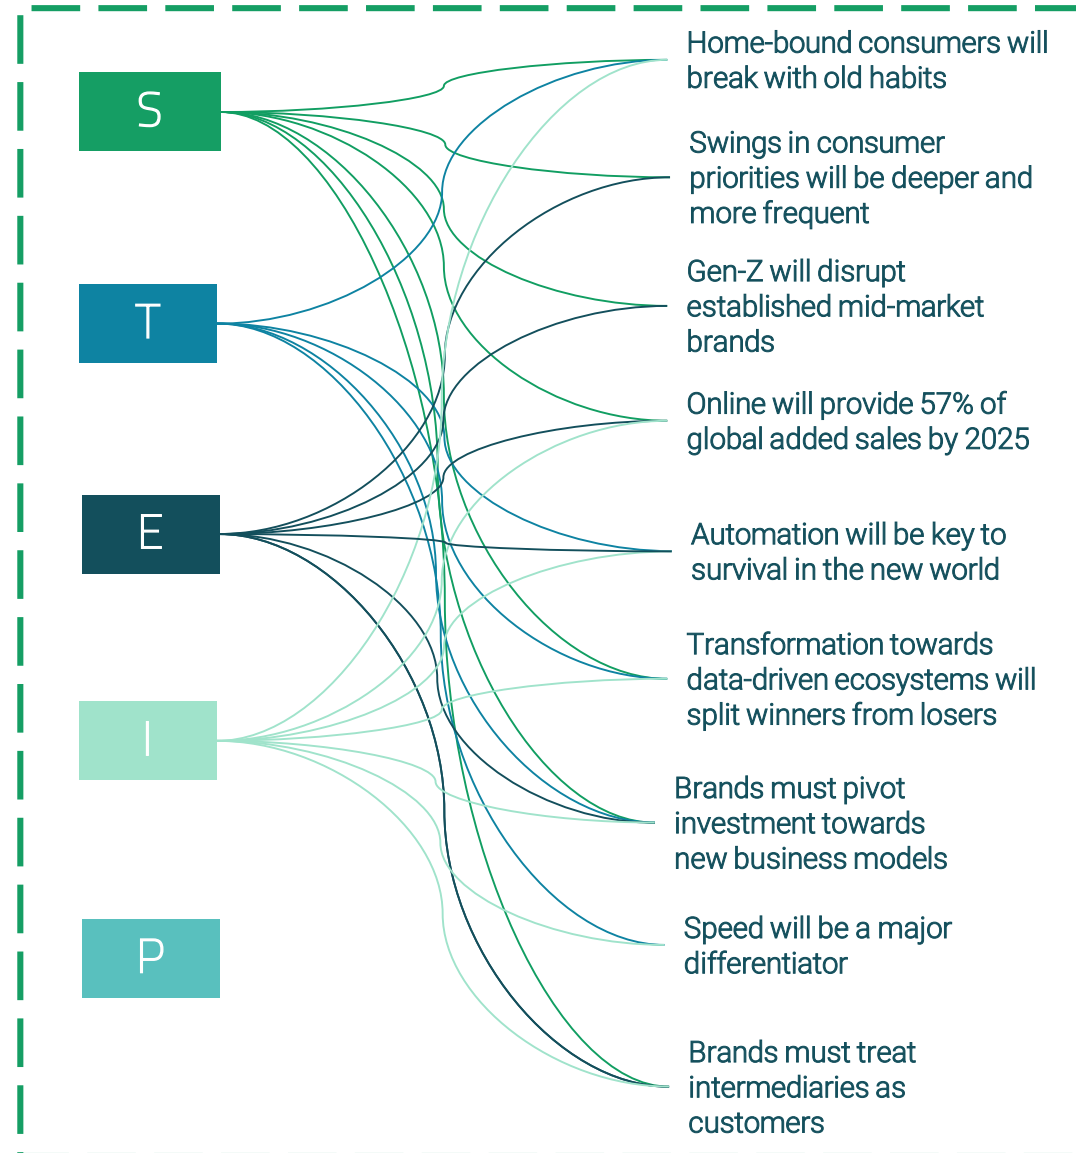 S
T
E
I
P
Home-bound consumers will
break with old habits
Swings in consumer
priorities will be deeper and
more frequent
Gen-Z will disrupt
established mid-market
brands
Online will provide 57% of
global added sales by 2025
Automation will be key to
survival in the new world
Transformation towards
data-driven ecosystems will
split winners from losers
Brands must pivot
investment towards
new business models
Speed will be a major
differentiator
Brands must treat
intermediaries as
customers